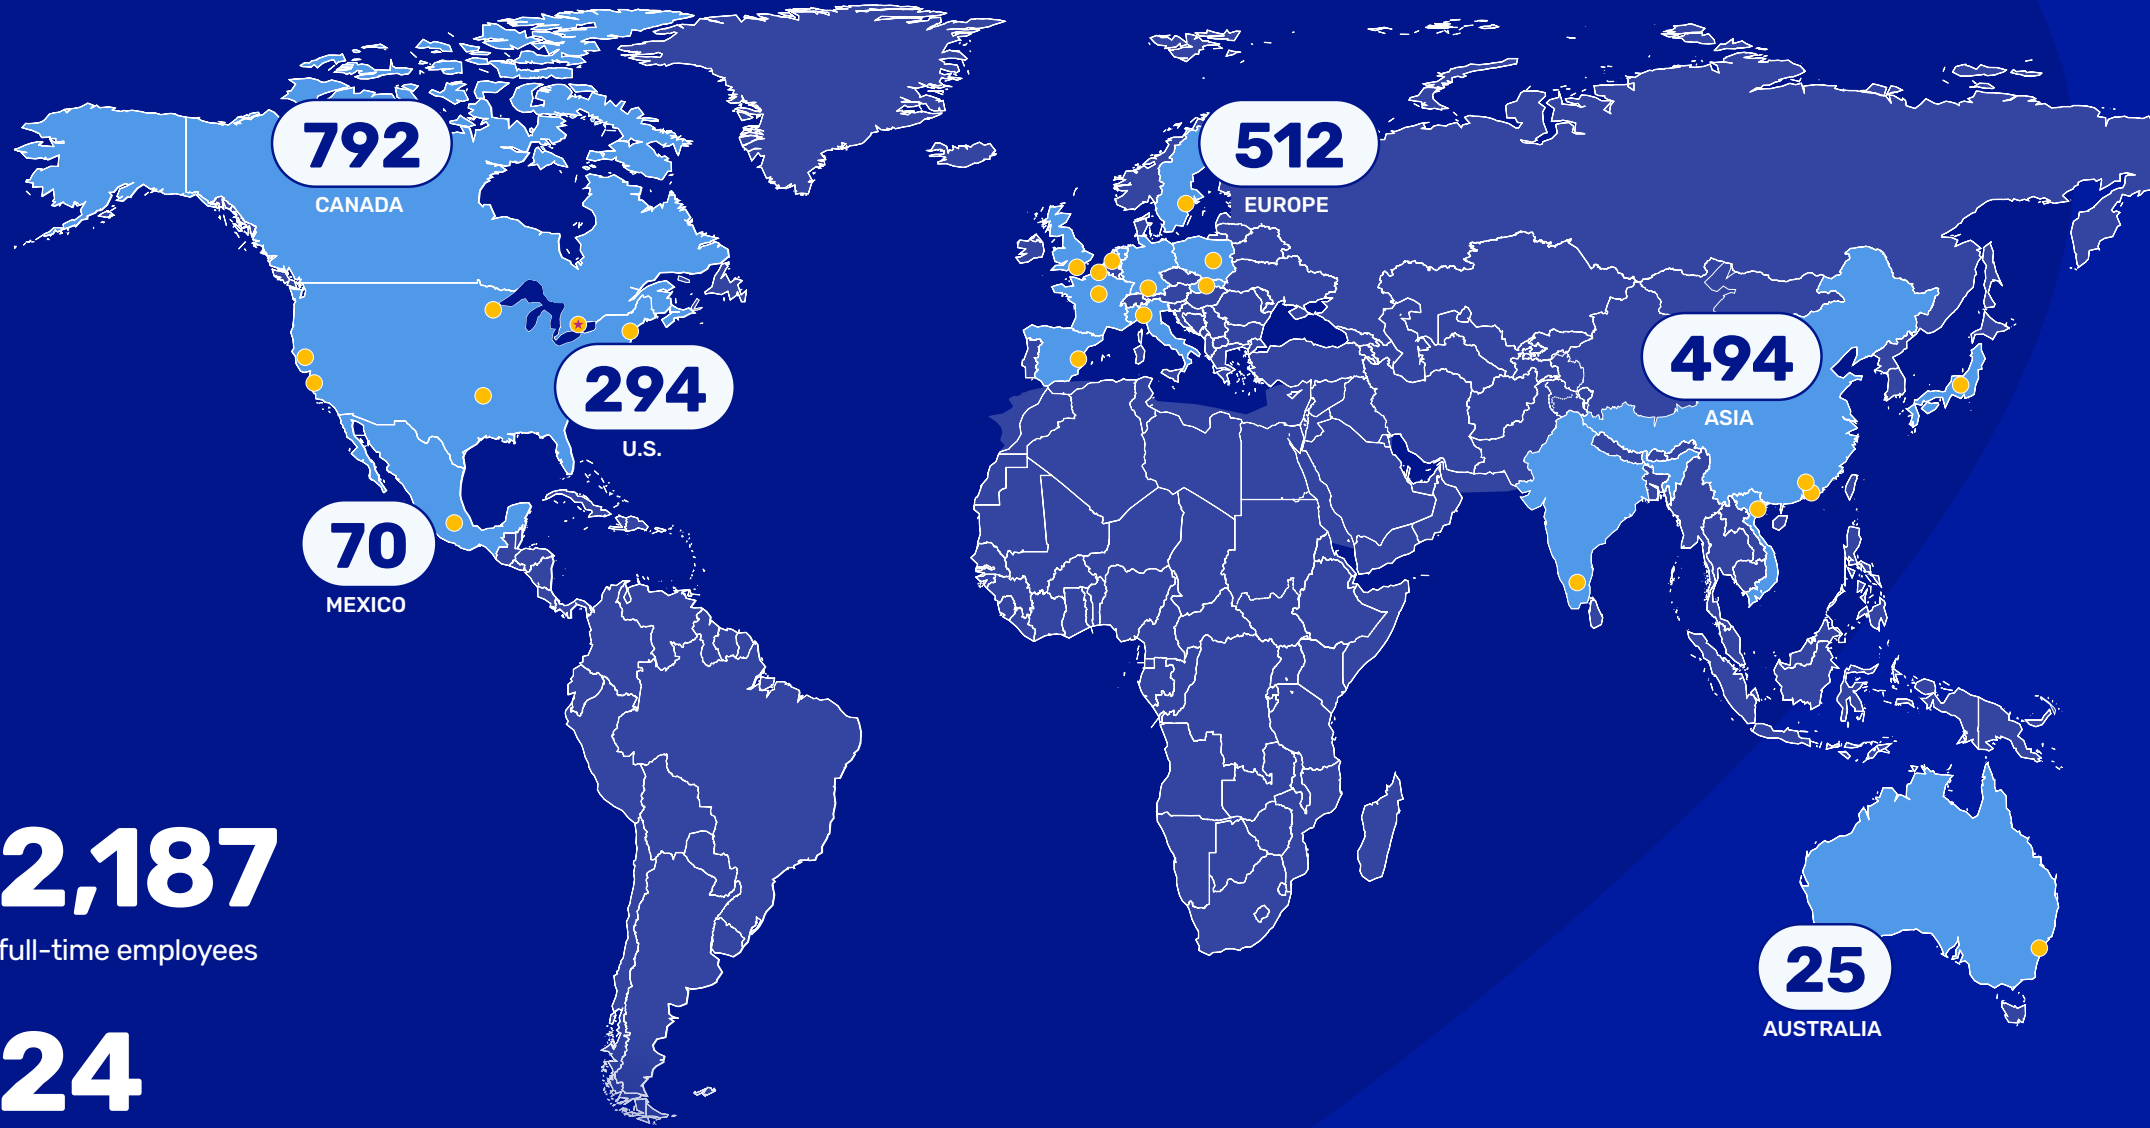 792
CANADA
512
EUROPE
294
U.S.
494
ASIA
70
MEXICO
2,187
full-time employees
25
AUSTRALIA
24